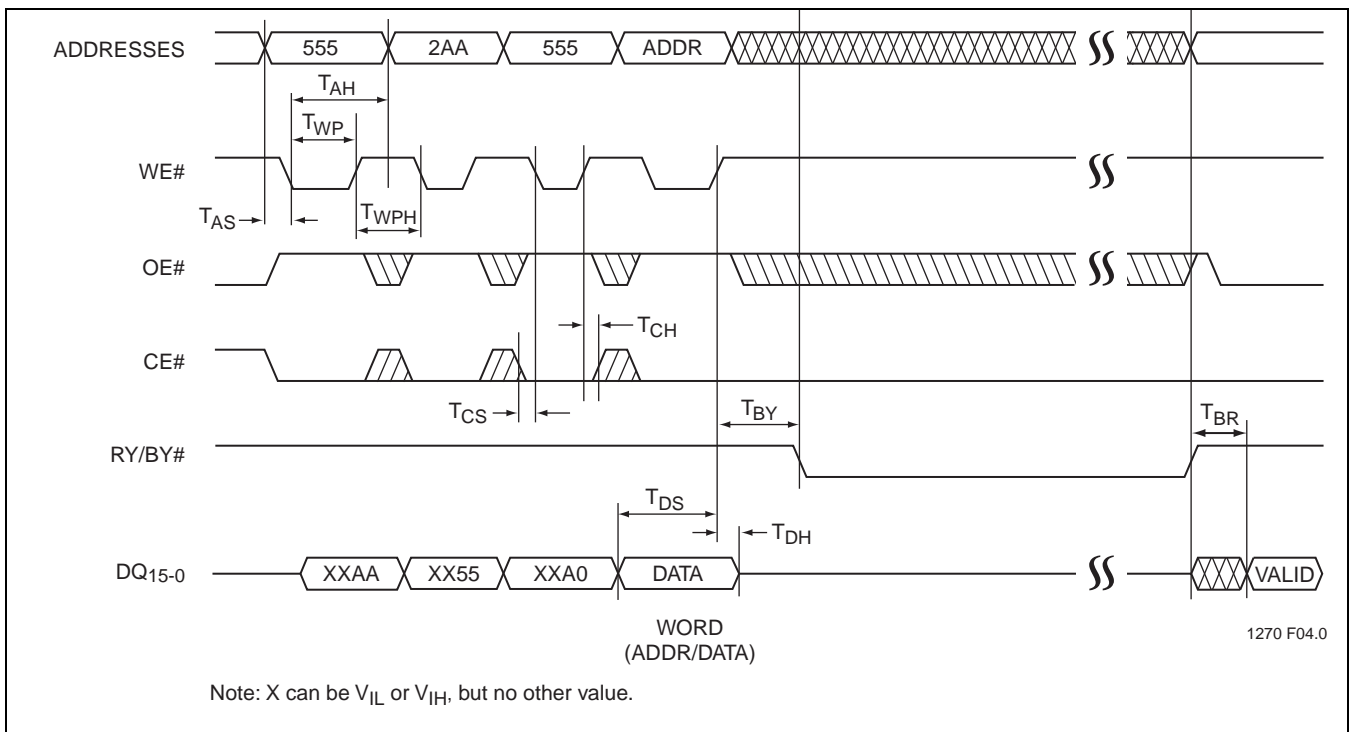 ADDRESSES 555 2AA 555 ADDR
TAH
TWP
WE#
TAS TWPH
OE#
TCH
CE#
TCS TBY TBR
RY/BY#
TDS
TDH
DQ15-0 XXAA XX55 XXA0 DATA VALID
WORD
(ADDR/DATA)
1270 F04.0
Note: X can be VIL or VIH, but no other value.